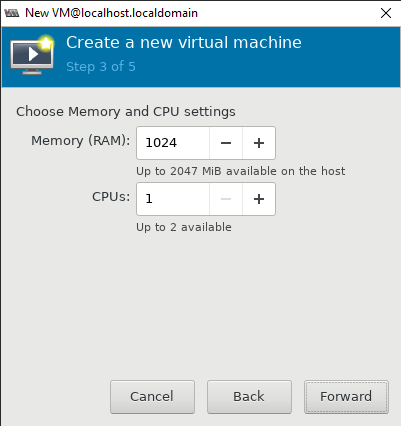 New VM@localhost.localdomain
Create a new virtual machine
Step 3 of 5
Choose Memory and CPU settings
Memory (RAM): 1024 − +
Up to 2047 MiB available on the host
CPUs: 1 − +
Up to 2 available
Cancel Back Forward